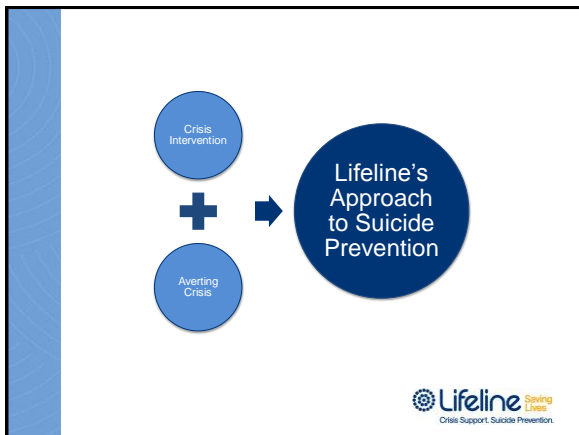 Crisis
Intervention
Averting
Crisis
Lifeline's
Approach
to Suicide
Prevention
Lifeline Saving
Lives
Crisis Support. Suicide Prevention.